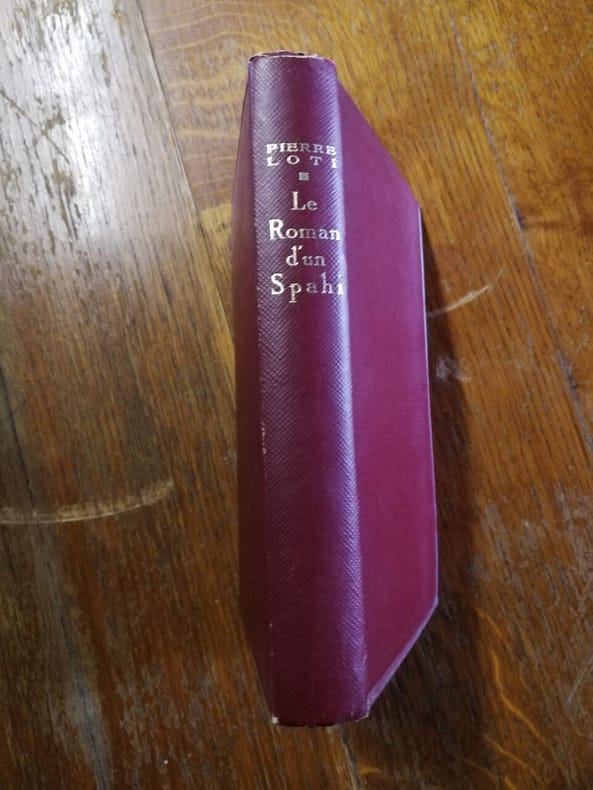 PIERRE
LOTI
Le
Roman
d'un
Spahi